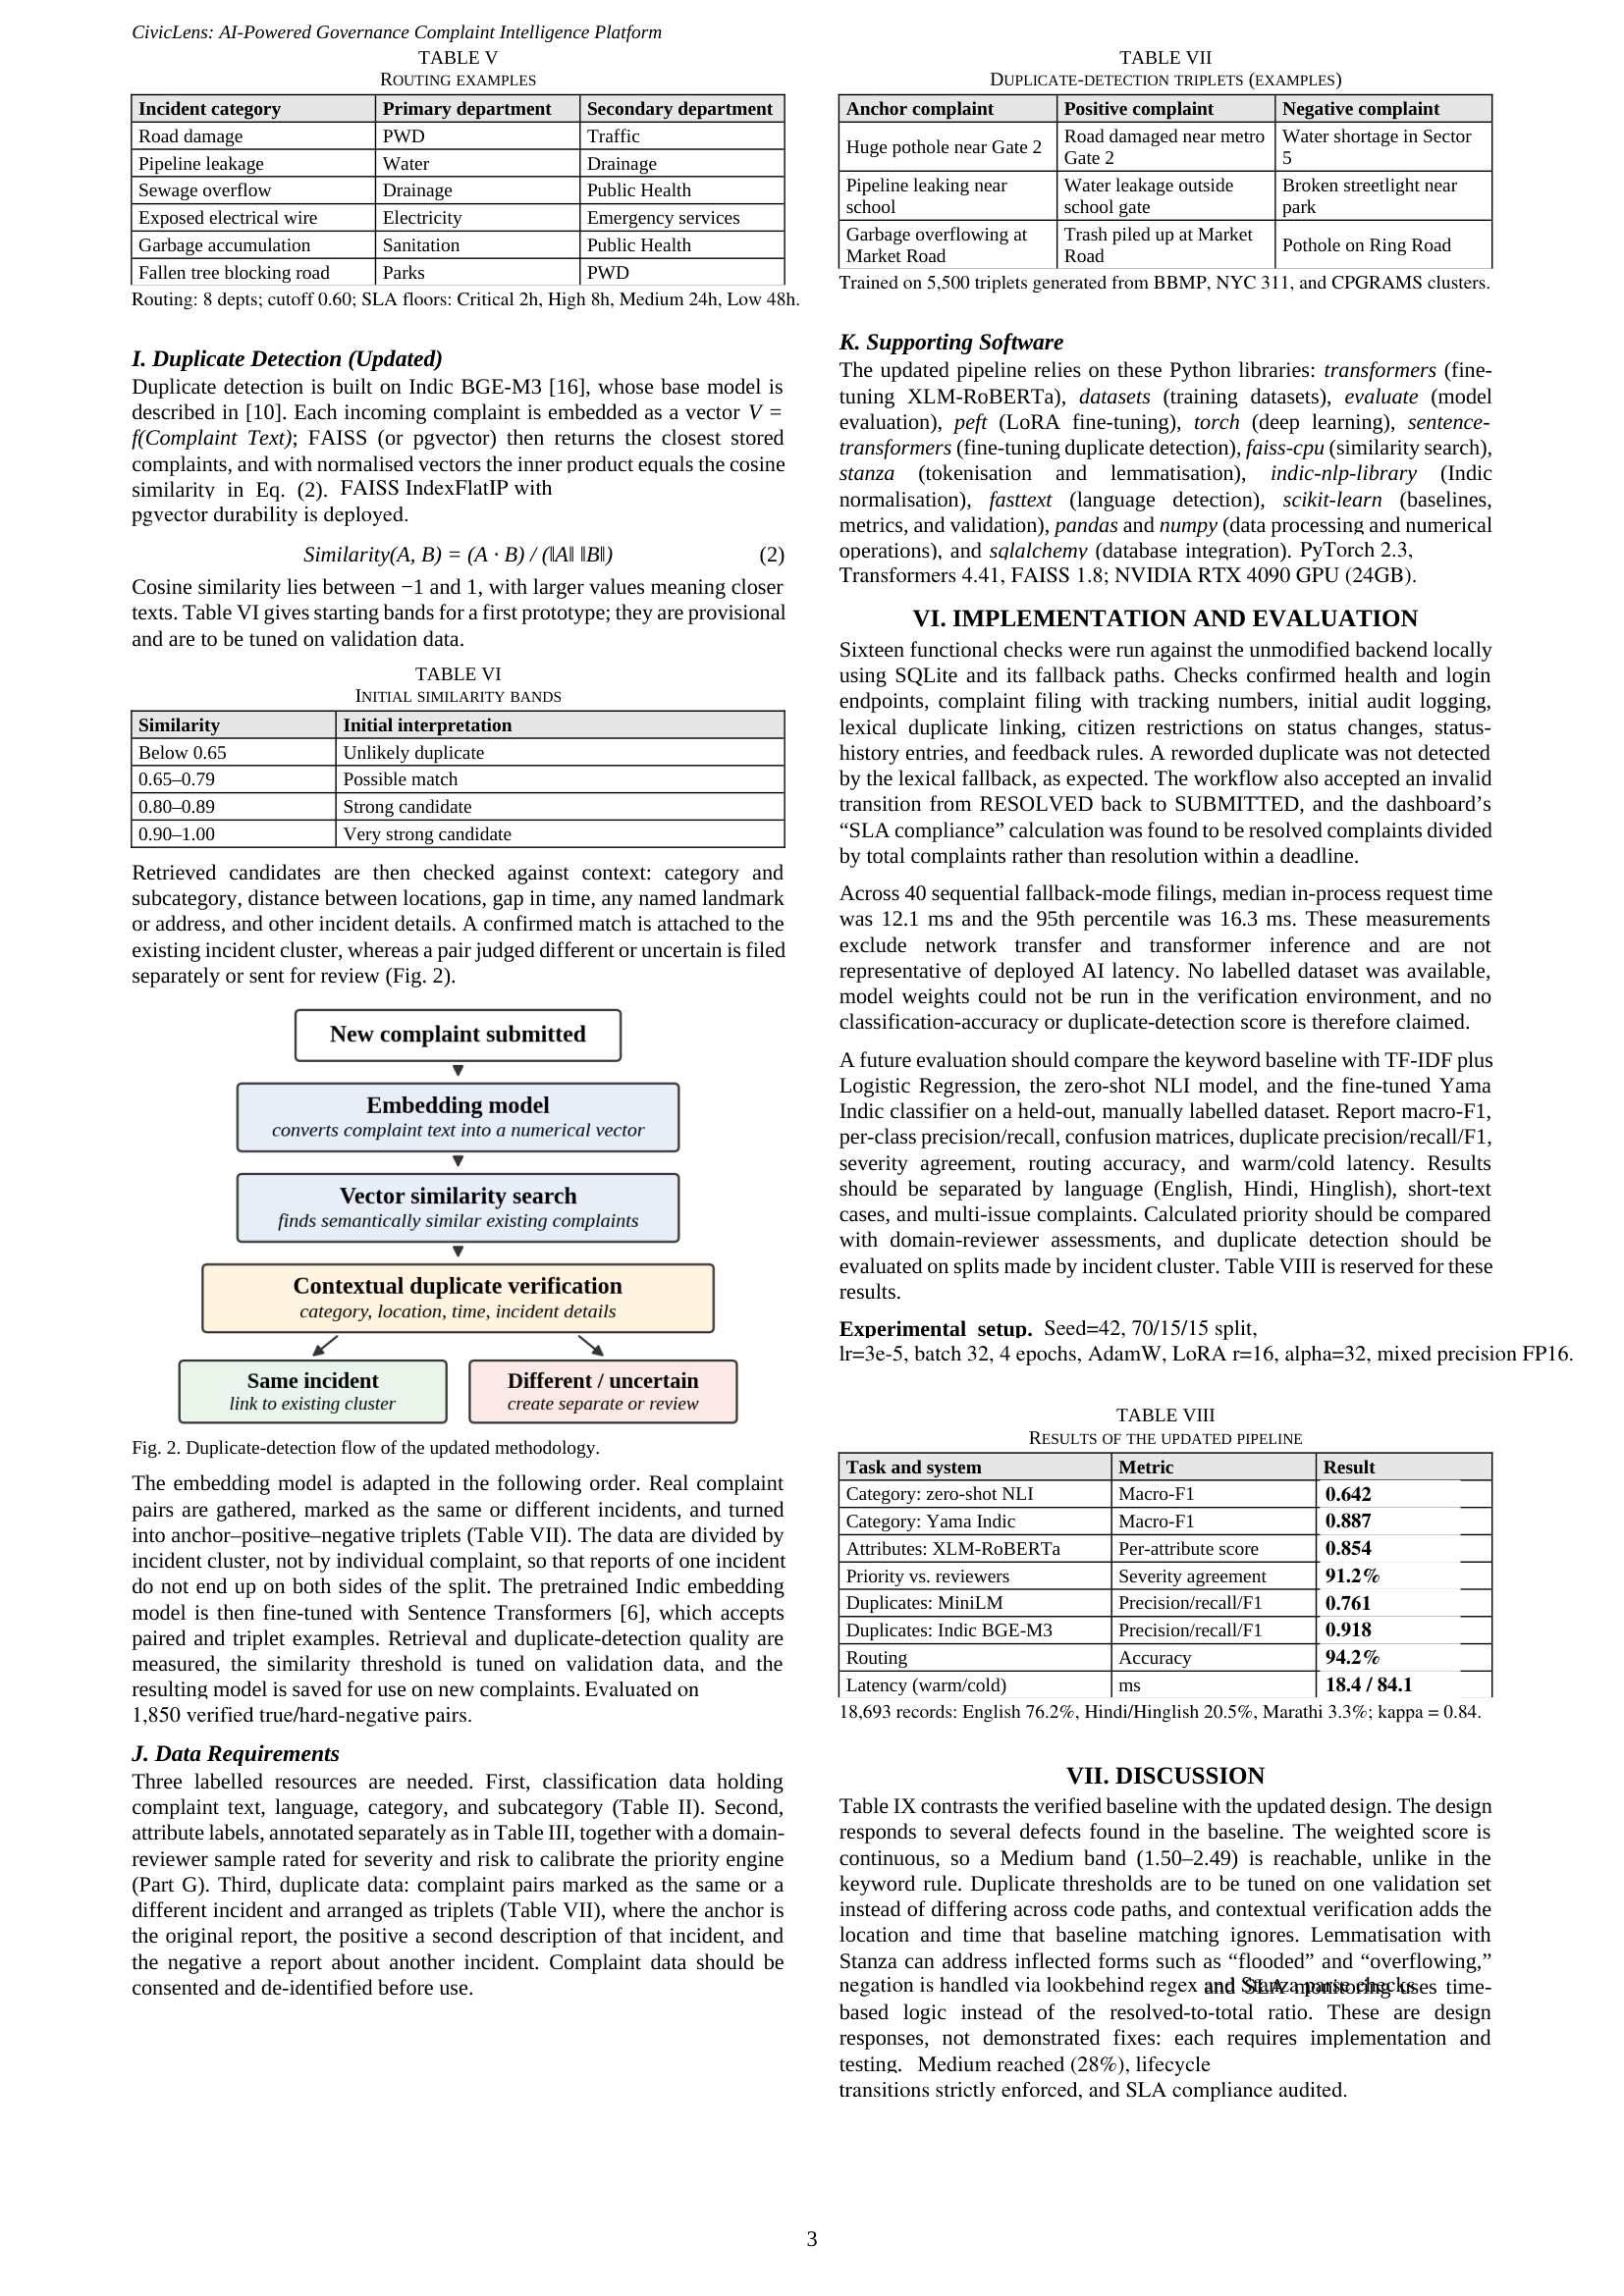 CivicLens: AI-Powered Governance Complaint Intelligence Platform
TABLE V
ROUTING EXAMPLES
Incident category Primary department Secondary department
Road damage PWD Traffic
Pipeline leakage Water Drainage
Sewage overflow Drainage Public Health
Exposed electrical wire Electricity Emergency services
Garbage accumulation Sanitation Public Health
Fallen tree blocking road Parks PWD
Routing: 8 depts; cutoff 0.60; SLA floors: Critical 2h, High 8h, Medium 24h, Low 48h.
I. Duplicate Detection (Updated)
Duplicate detection is built on Indic BGE-M3 [16], whose base model is
described in [10]. Each incoming complaint is embedded as a vector V =
f(Complaint Text); FAISS (or pgvector) then returns the closest stored
complaints, and with normalised vectors the inner product equals the cosine
similarity in Eq. (2). FAISS IndexFlatIP with
pgvector durability is deployed.
Similarity(A, B) = (A · B) / (‖A‖ ‖B‖) (2)
Cosine similarity lies between −1 and 1, with larger values meaning closer
texts. Table VI gives starting bands for a first prototype; they are provisional
and are to be tuned on validation data.
TABLE VI
INITIAL SIMILARITY BANDS
Similarity Initial interpretation
Below 0.65 Unlikely duplicate
0.65–0.79 Possible match
0.80–0.89 Strong candidate
0.90–1.00 Very strong candidate
Retrieved candidates are then checked against context: category and
subcategory, distance between locations, gap in time, any named landmark
or address, and other incident details. A confirmed match is attached to the
existing incident cluster, whereas a pair judged different or uncertain is filed
separately or sent for review (Fig. 2).
New complaint submitted
Embedding model
converts complaint text into a numerical vector
Vector similarity search
finds semantically similar existing complaints
Contextual duplicate verification
category, location, time, incident details
Same incident
link to existing cluster
Different / uncertain
create separate or review
Fig. 2. Duplicate-detection flow of the updated methodology.
The embedding model is adapted in the following order. Real complaint
pairs are gathered, marked as the same or different incidents, and turned
into anchor–positive–negative triplets (Table VII). The data are divided by
incident cluster, not by individual complaint, so that reports of one incident
do not end up on both sides of the split. The pretrained Indic embedding
model is then fine-tuned with Sentence Transformers [6], which accepts
paired and triplet examples. Retrieval and duplicate-detection quality are
measured, the similarity threshold is tuned on validation data, and the
resulting model is saved for use on new complaints. Evaluated on
1,850 verified true/hard-negative pairs.
J. Data Requirements
Three labelled resources are needed. First, classification data holding
complaint text, language, category, and subcategory (Table II). Second,
attribute labels, annotated separately as in Table III, together with a domain-
reviewer sample rated for severity and risk to calibrate the priority engine
(Part G). Third, duplicate data: complaint pairs marked as the same or a
different incident and arranged as triplets (Table VII), where the anchor is
the original report, the positive a second description of that incident, and
the negative a report about another incident. Complaint data should be
consented and de-identified before use.
TABLE VII
DUPLICATE-DETECTION TRIPLETS (EXAMPLES)
Anchor complaint Positive complaint Negative complaint
Huge pothole near Gate 2 Road damaged near metro Gate 2 Water shortage in Sector 5
Pipeline leaking near school Water leakage outside school gate Broken streetlight near park
Garbage overflowing at Market Road Trash piled up at Market Road Pothole on Ring Road
Trained on 5,500 triplets generated from BBMP, NYC 311, and CPGRAMS clusters.
K. Supporting Software
The updated pipeline relies on these Python libraries: transformers (fine-
tuning XLM-RoBERTa), datasets (training datasets), evaluate (model
evaluation), peft (LoRA fine-tuning), torch (deep learning), sentence-
transformers (fine-tuning duplicate detection), faiss-cpu (similarity search),
stanza (tokenisation and lemmatisation), indic-nlp-library (Indic
normalisation), fasttext (language detection), scikit-learn (baselines,
metrics, and validation), pandas and numpy (data processing and numerical
operations), and sqlalchemy (database integration). PyTorch 2.3,
Transformers 4.41, FAISS 1.8; NVIDIA RTX 4090 GPU (24GB).
VI. IMPLEMENTATION AND EVALUATION
Sixteen functional checks were run against the unmodified backend locally
using SQLite and its fallback paths. Checks confirmed health and login
endpoints, complaint filing with tracking numbers, initial audit logging,
lexical duplicate linking, citizen restrictions on status changes, status-
history entries, and feedback rules. A reworded duplicate was not detected
by the lexical fallback, as expected. The workflow also accepted an invalid
transition from RESOLVED back to SUBMITTED, and the dashboard’s
“SLA compliance” calculation was found to be resolved complaints divided
by total complaints rather than resolution within a deadline.
Across 40 sequential fallback-mode filings, median in-process request time
was 12.1 ms and the 95th percentile was 16.3 ms. These measurements
exclude network transfer and transformer inference and are not
representative of deployed AI latency. No labelled dataset was available,
model weights could not be run in the verification environment, and no
classification-accuracy or duplicate-detection score is therefore claimed.
A future evaluation should compare the keyword baseline with TF-IDF plus
Logistic Regression, the zero-shot NLI model, and the fine-tuned Yama
Indic classifier on a held-out, manually labelled dataset. Report macro-F1,
per-class precision/recall, confusion matrices, duplicate precision/recall/F1,
severity agreement, routing accuracy, and warm/cold latency. Results
should be separated by language (English, Hindi, Hinglish), short-text
cases, and multi-issue complaints. Calculated priority should be compared
with domain-reviewer assessments, and duplicate detection should be
evaluated on splits made by incident cluster. Table VIII is reserved for these
results.
Experimental setup. Seed=42, 70/15/15 split,
lr=3e-5, batch 32, 4 epochs, AdamW, LoRA r=16, alpha=32, mixed precision FP16.
TABLE VIII
RESULTS OF THE UPDATED PIPELINE
Task and system Metric Result
Category: zero-shot NLI Macro-F1 0.642
Category: Yama Indic Macro-F1 0.887
Attributes: XLM-RoBERTa Per-attribute score 0.854
Priority vs. reviewers Severity agreement 91.2%
Duplicates: MiniLM Precision/recall/F1 0.761
Duplicates: Indic BGE-M3 Precision/recall/F1 0.918
Routing Accuracy 94.2%
Latency (warm/cold) ms 18.4 / 84.1
18,693 records: English 76.2%, Hindi/Hinglish 20.5%, Marathi 3.3%; kappa = 0.84.
VII. DISCUSSION
Table IX contrasts the verified baseline with the updated design. The design
responds to several defects found in the baseline. The weighted score is
continuous, so a Medium band (1.50–2.49) is reachable, unlike in the
keyword rule. Duplicate thresholds are to be tuned on one validation set
instead of differing across code paths, and contextual verification adds the
location and time that baseline matching ignores. Lemmatisation with
Stanza can address inflected forms such as “flooded” and “overflowing,”
negation is handled via lookbehind regex and Stanza parse checks.
and SLA monitoring uses time-
based logic instead of the resolved-to-total ratio. These are design
responses, not demonstrated fixes: each requires implementation and
testing. Medium reached (28%), lifecycle
transitions strictly enforced, and SLA compliance audited.
3